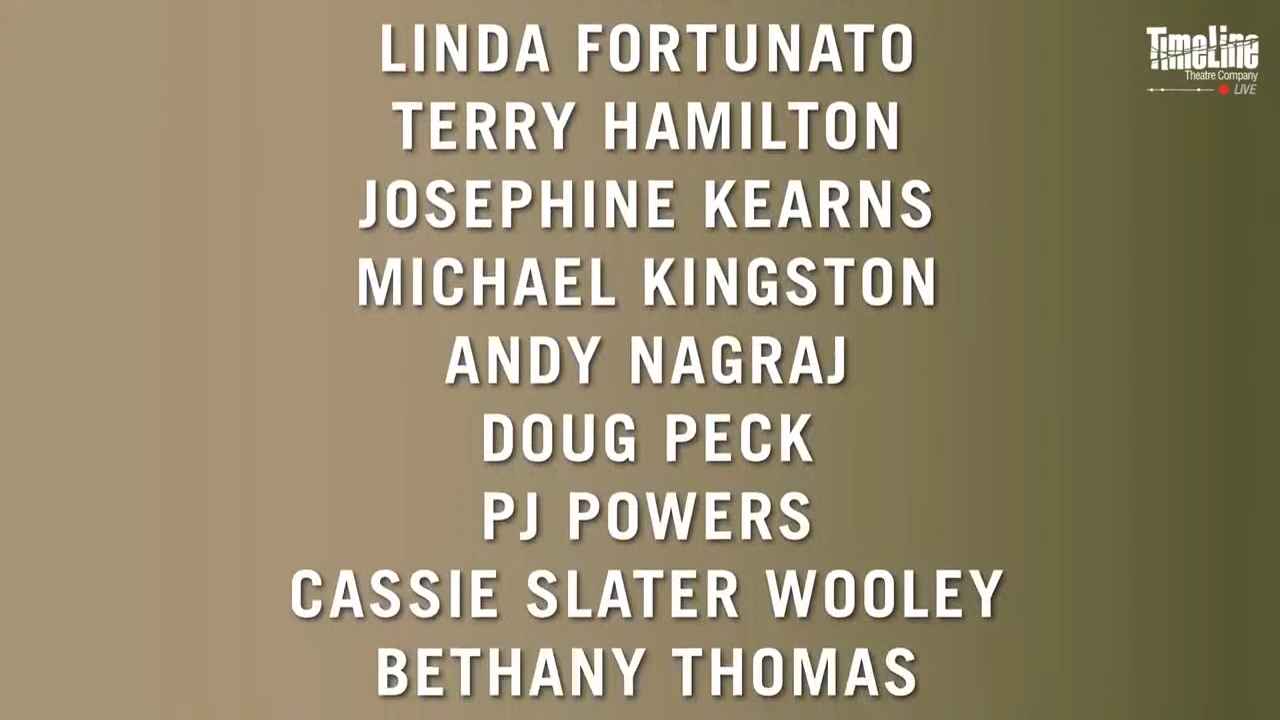 LINDA FORTUNATO
TERRY HAMILTON
JOSEPHINE KEARNS
MICHAEL KINGSTON
ANDY NAGRAJ
DOUG PECK
PJ POWERS
CASSIE SLATER WOOLEY
BETHANY THOMAS
TimeLine
Theatre Company
LIVE